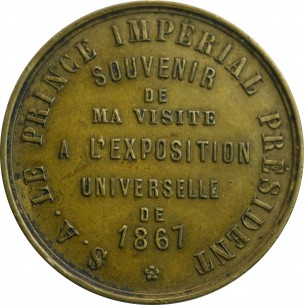 S. A. LE PRINCE IMPÉRIAL PRÉSIDENT
SOUVENIR
DE
MA VISITE
A L'EXPOSITION
UNIVERSELLE
DE
1867